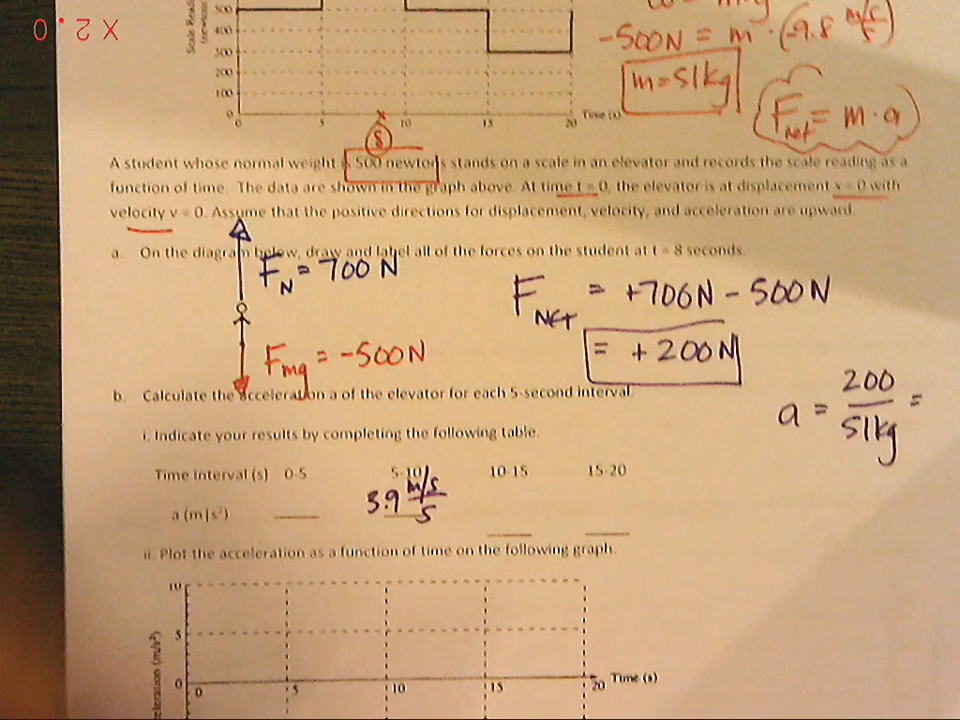 X 2.0
Scale Read
500
400
300
200
100
0
0 5 10 15 20 Time (s)
8
-500N = m · (-9.8 m/s/s)
m=51kg
Fnet = m·a
A student whose normal weight is 500 newtons stands on a scale in an elevator and records the scale reading as a
function of time. The data are shown in the graph above. At time t = 0, the elevator is at displacement x = 0 with
velocity v = 0. Assume that the positive directions for displacement, velocity, and acceleration are upward.
a. On the diagram below, draw and label all of the forces on the student at t = 8 seconds.
FN = 700 N
FNET = +700N - 500N
= +200N
Fmg = -500N
b. Calculate the acceleration a of the elevator for each 5-second interval.
a = 200/51kg =
i. Indicate your results by completing the following table.
Time Interval (s) 0-5 5-10 10-15 15-20
a (m|s²) 3.9 m/s/s
ii. Plot the acceleration as a function of time on the following graph.
10
5
0
0 5 10 15 20 Time (s)
eleration (m/s²)